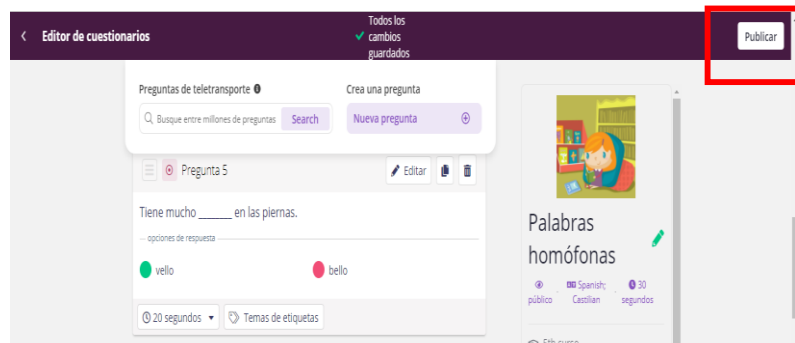 Editor de cuestionarios
Todos los
cambios
guardados
Publicar
Preguntas de teletransporte
Crea una pregunta
Busque entre millones de preguntas
Search
Nueva pregunta
Pregunta 5
Editar
Tiene mucho ______ en las piernas.
opciones de respuesta
vello
bello
20 segundos
Temas de etiquetas
Palabras
homófonas
público
Spanish;
Castilian
30
segundos